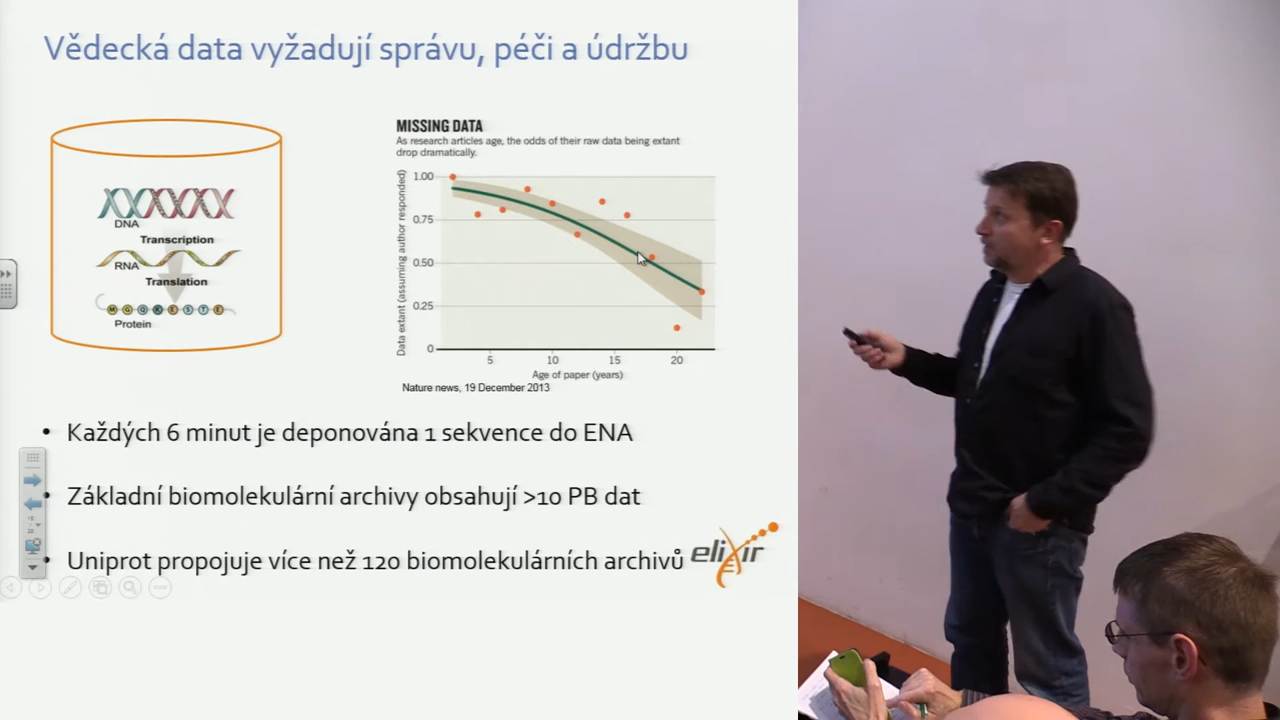 Vědecká data vyžadují správu, péči a údržbu
DNA
Transcription
RNA
Translation
M G Q K E S T E
Protein
MISSING DATA
As research articles age, the odds of their raw data being extant
drop dramatically.
Data extant (assuming author responded)
1.00
0.75
0.50
0.25
0
5 10 15 20
Age of paper (years)
Nature news, 19 December 2013
• Každých 6 minut je deponována 1 sekvence do ENA
• Základní biomolekulární archivy obsahují >10 PB dat
• Uniprot propojuje více než 120 biomolekulárních archivů
elixir